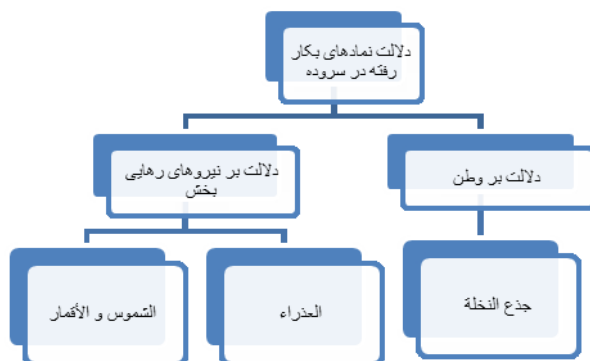 دلالت نمادهای بکار
رفته در سروده
دلالت بر وطن
دلالت بر نیروهای رهایی
بخش
جذع النخلة
العذراء
الشموس و الأقمار